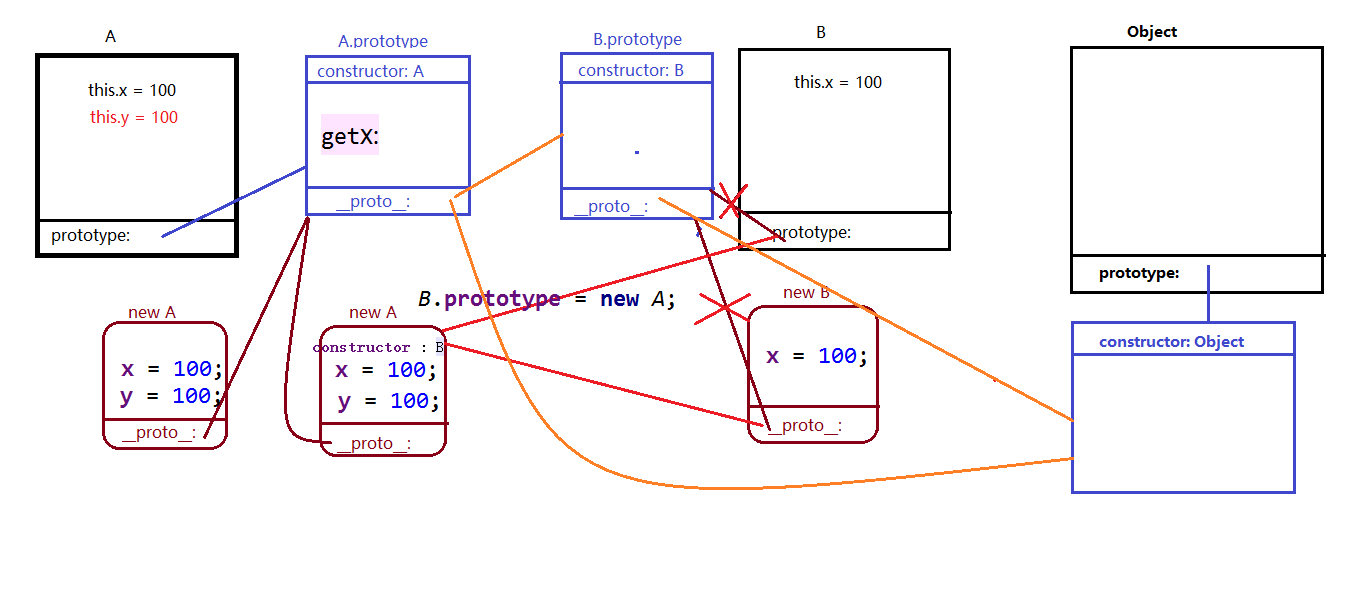 A
A.prototype
B.prototype
B
Object
this.x = 100
this.y = 100
constructor: A
getX:
__proto__:
constructor: B
__proto__:
this.x = 100
prototype:
prototype:
prototype:
B.prototype = new A;
new A
x = 100;
y = 100;
__proto__:
new A
constructor : B
x = 100;
y = 100;
__proto__:
new B
x = 100;
__proto__:
constructor: Object